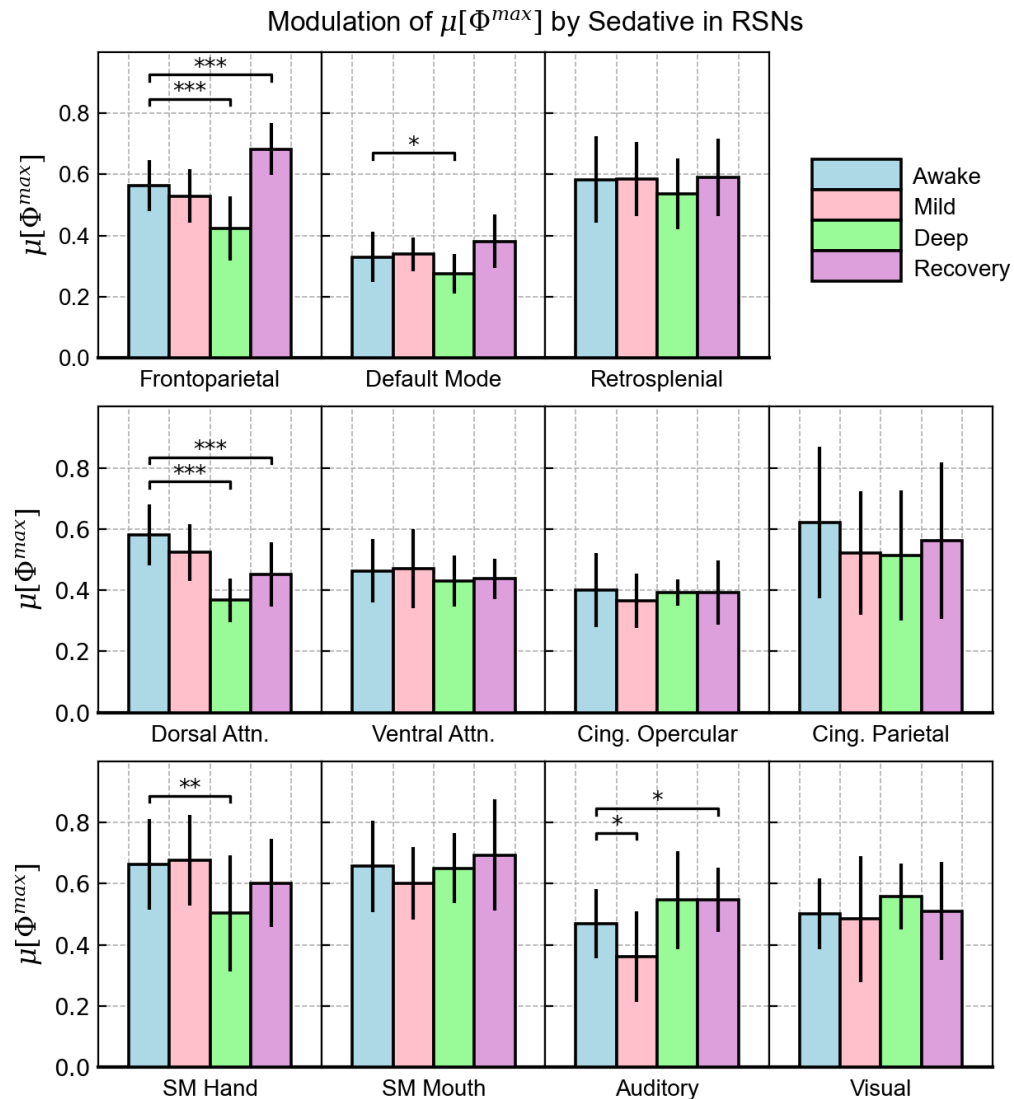 Modulation of μ[Φ^max] by Sedative in RSNs
μ[Φ^max]
0.8
0.6
0.4
0.2
0.0
***
***
*
Frontoparietal
Default Mode
Retrosplenial
Awake
Mild
Deep
Recovery
μ[Φ^max]
0.8
0.6
0.4
0.2
0.0
***
***
Dorsal Attn.
Ventral Attn.
Cing. Opercular
Cing. Parietal
μ[Φ^max]
0.8
0.6
0.4
0.2
0.0
**
*
*
SM Hand
SM Mouth
Auditory
Visual